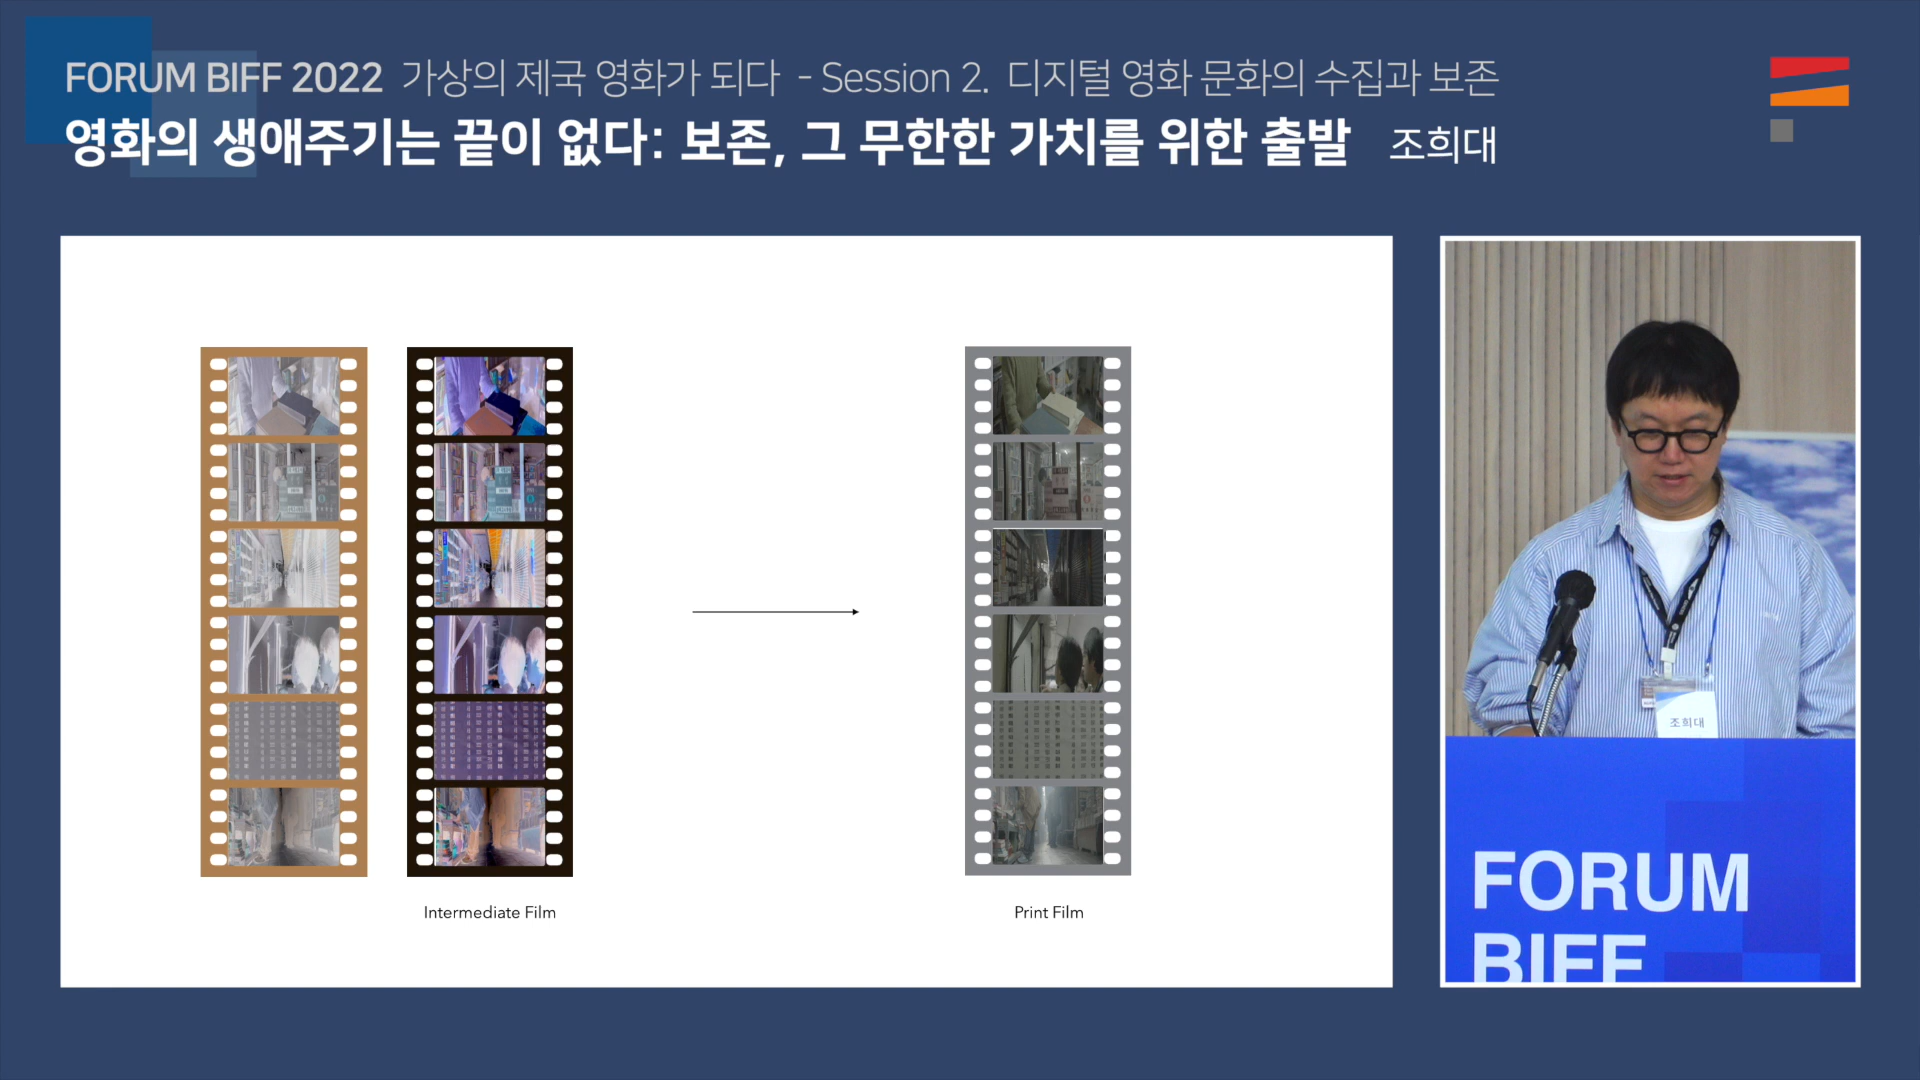 FORUM BIFF 2022 가상의 제국 영화가 되다 - Session 2. 디지털 영화 문화의 수집과 보존
영화의 생애주기는 끝이 없다: 보존, 그 무한한 가치를 위한 출발 조희대
Intermediate Film
Print Film
조희대
FORUM
BIFF